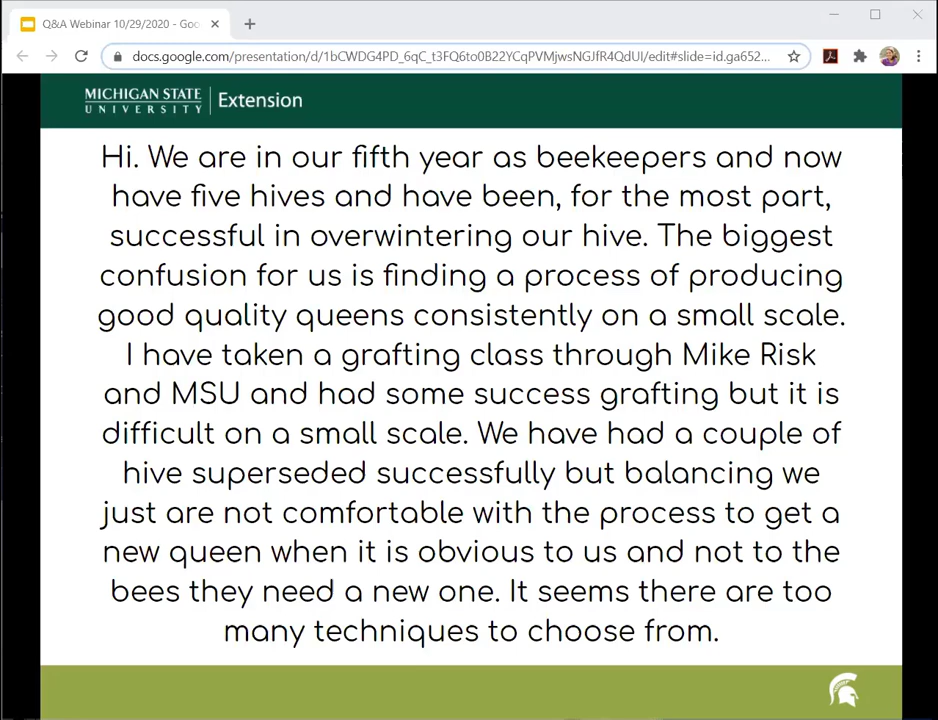 Q&A Webinar 10/29/2020 - Goo
docs.google.com/presentation/d/1bCWDG4PD_6qC_t3FQ6to0B22YCqPVMjwsNGJfR4QdUI/edit#slide=id.ga652...
MICHIGAN STATE
UNIVERSITY
Extension
Hi. We are in our fifth year as beekeepers and now
have five hives and have been, for the most part,
successful in overwintering our hive. The biggest
confusion for us is finding a process of producing
good quality queens consistently on a small scale.
I have taken a grafting class through Mike Risk
and MSU and had some success grafting but it is
difficult on a small scale. We have had a couple of
hive superseded successfully but balancing we
just are not comfortable with the process to get a
new queen when it is obvious to us and not to the
bees they need a new one. It seems there are too
many techniques to choose from.